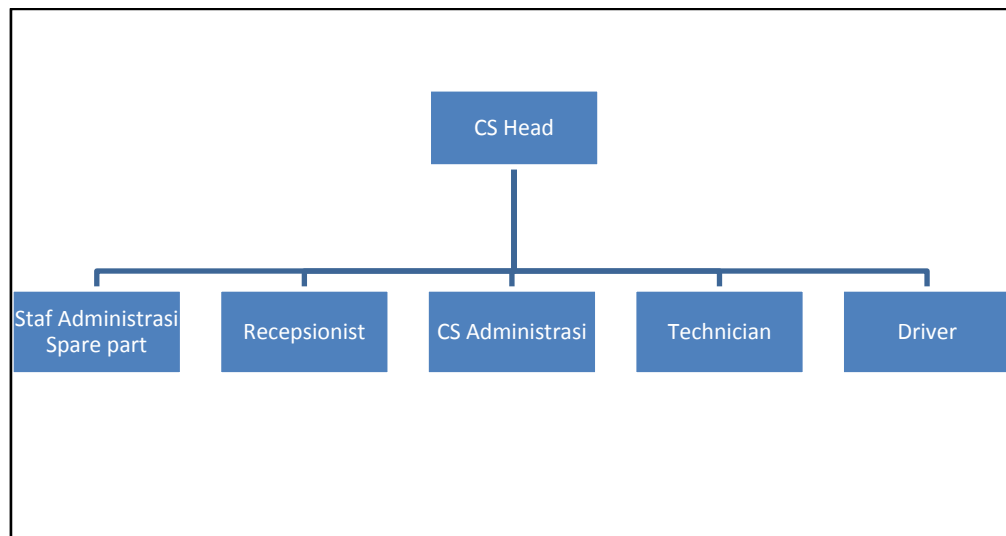 CS Head
Staf Administrasi
Spare part
Recepsionist
CS Administrasi
Technician
Driver